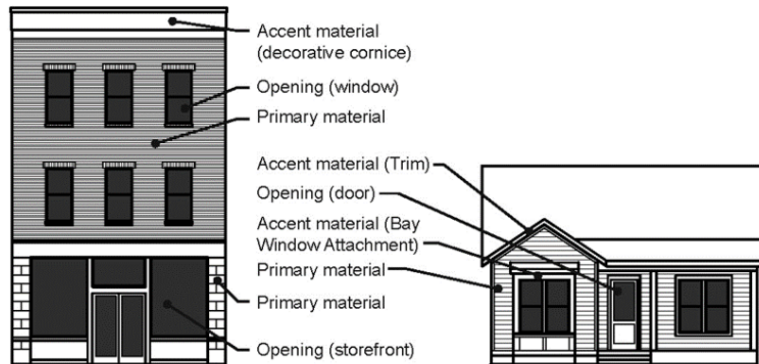 Accent material
(decorative cornice)
Opening (window)
Primary material
Accent material (Trim)
Opening (door)
Accent material (Bay
Window Attachment)
Primary material
Primary material
Opening (storefront)